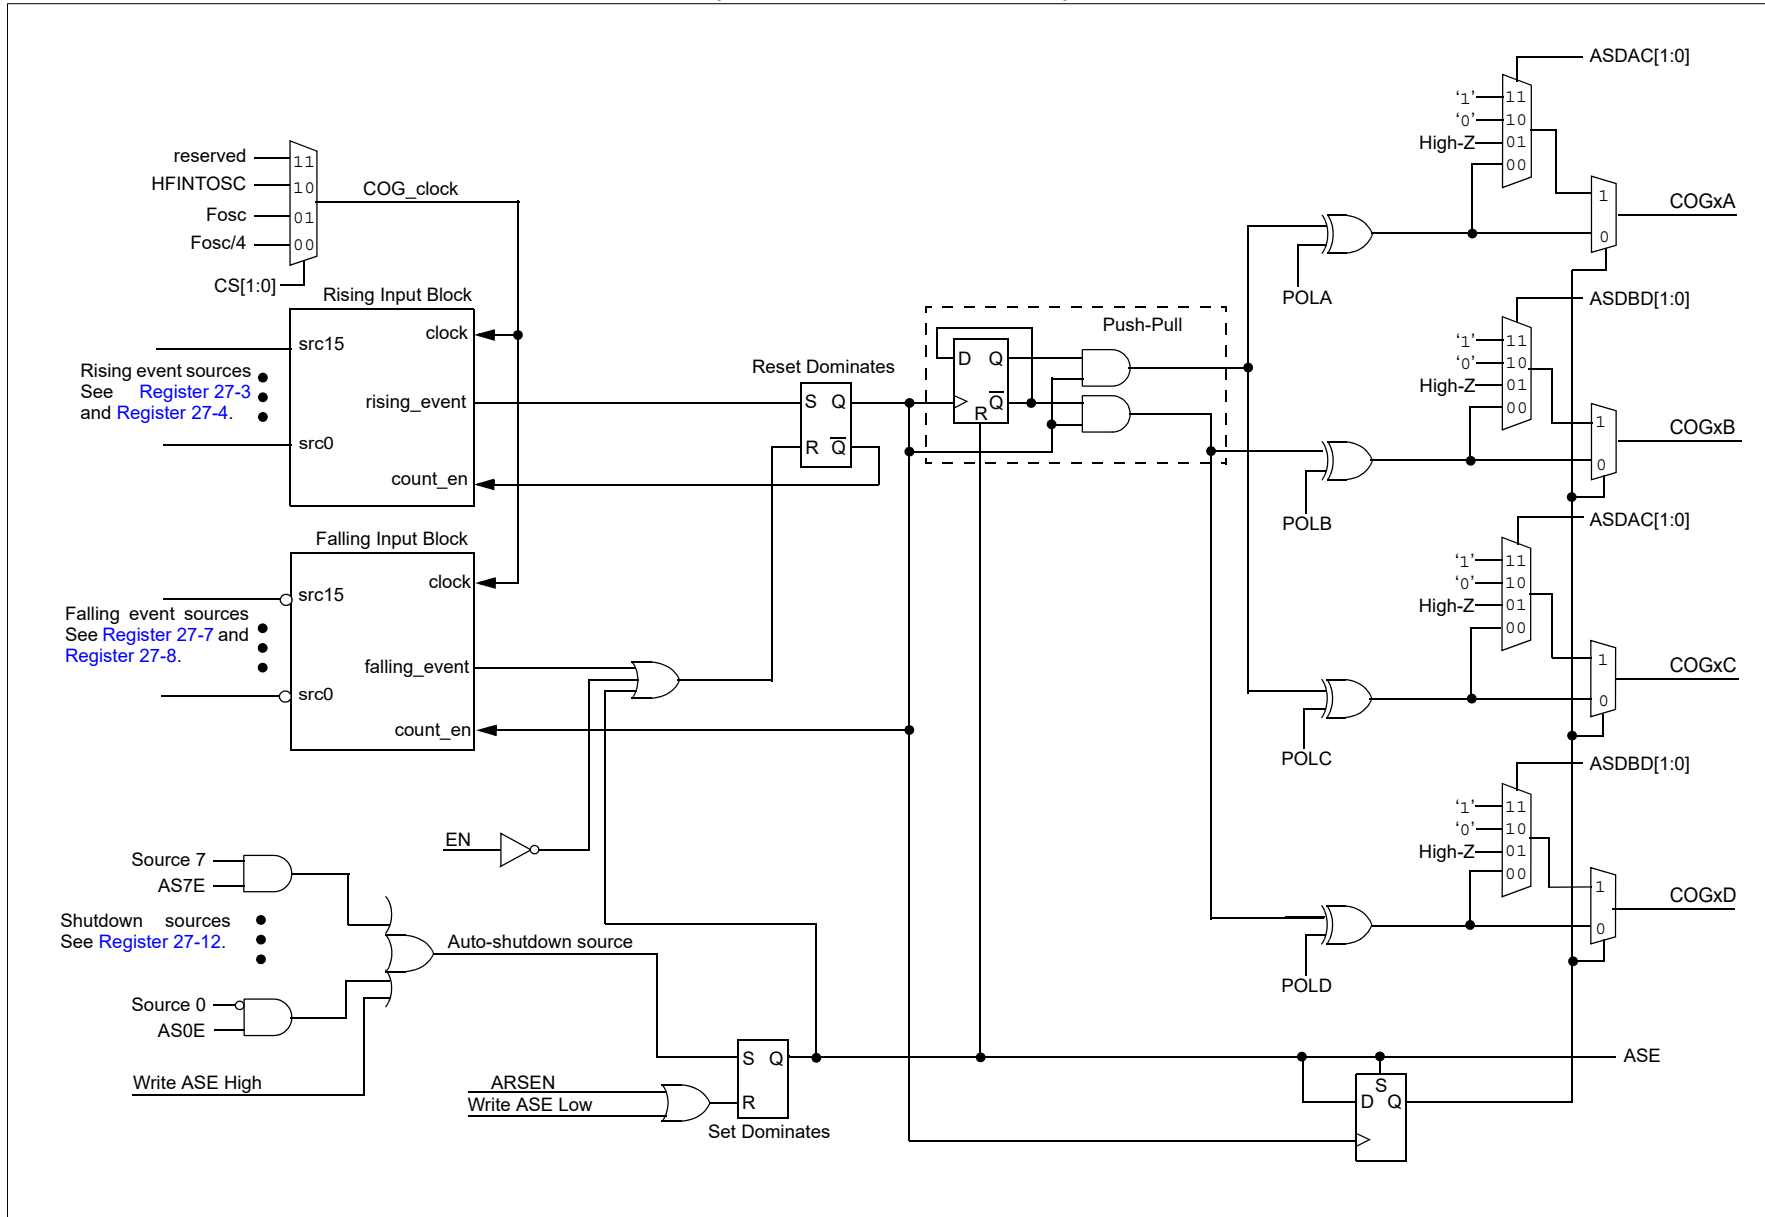 ASDAC[1:0]
‘1’ 11
‘0’ 10
High-Z 01
00
1
0
COGxA
POLA
reserved 11
HFINTOSC 10
Fosc 01
Fosc/4 00
CS[1:0]
COG_clock
Rising Input Block
clock
src15
Rising event sources
See Register 27-3
and Register 27-4.
rising_event
src0
count_en
Reset Dominates
S Q
R Q
Push-Pull
D Q
Q
R
ASDBD[1:0]
‘1’ 11
‘0’ 10
High-Z 01
00
1
0
COGxB
POLB
Falling Input Block
clock
src15
Falling event sources
See Register 27-7 and
Register 27-8.
falling_event
src0
count_en
ASDAC[1:0]
‘1’ 11
‘0’ 10
High-Z 01
00
1
0
COGxC
POLC
EN
ASDBD[1:0]
‘1’ 11
‘0’ 10
High-Z 01
00
1
0
COGxD
POLD
Source 7
AS7E
Shutdown sources
See Register 27-12.
Source 0
AS0E
Write ASE High
Auto-shutdown source
ARSEN
Write ASE Low
S Q
R
Set Dominates
ASE
S
D Q